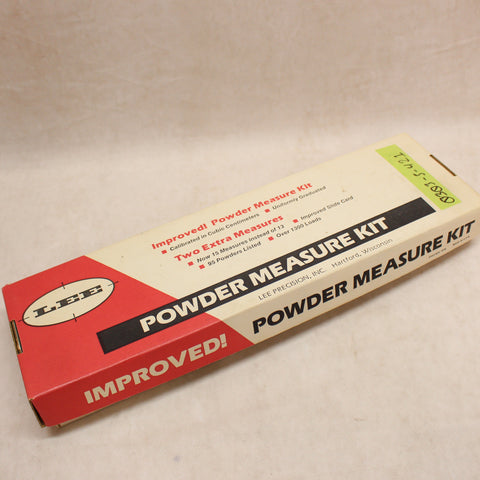 Improved! Powder Measure Kit
Calibrated in Cubic Centimeters ▪ Uniformly Graduated
Two Extra Measures
▪ Now 15 Measures instead of 13 ▪ Improved Slide Card
▪ 95 Powders Listed ▪ Over 1300 Loads
LEE
POWDER MEASURE KIT
LEE PRECISION, INC. Hartford, Wisconsin
IMPROVED!
POWDER MEASURE KIT